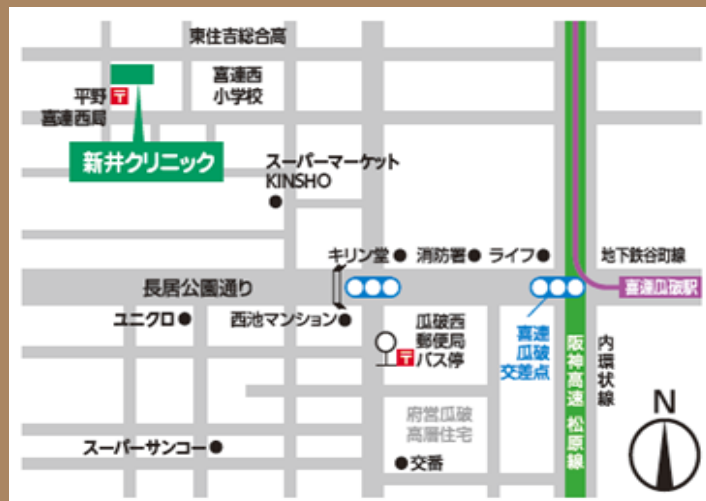 東住吉総合高
喜連西
小学校
平野
喜連西局
新井クリニック
スーパーマーケット
KINSHO
キリン堂
消防署
ライフ
地下鉄谷町線
長居公園通り
喜連瓜破駅
ユニクロ
西池マンション
瓜破西
郵便局
バス停
喜連
瓜破
交差点
阪神高速 松原線
内環状線
府営瓜破
高層住宅
N
スーパーサンコー
交番